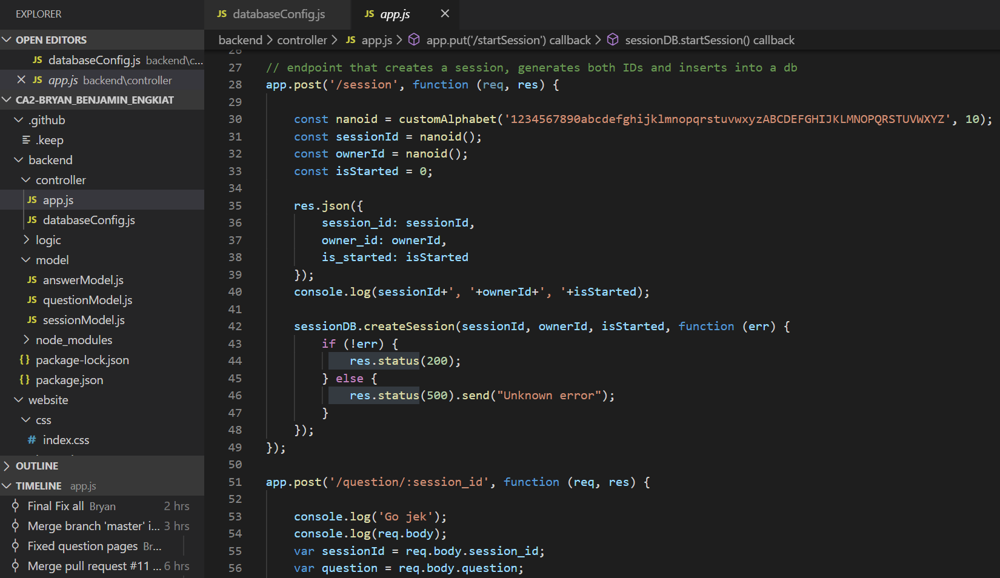 EXPLORER
OPEN EDITORS
JS databaseConfig.js backend\c...
JS app.js backend\controller
CA2-BRYAN_BENJAMIN_ENGKIAT
.github
.keep
backend
controller
JS app.js
JS databaseConfig.js
logic
model
JS answerModel.js
JS questionModel.js
JS sessionModel.js
node_modules
{} package-lock.json
{} package.json
website
css
# index.css
OUTLINE
TIMELINE app.js
Final Fix all Bryan 2 hrs
Merge branch 'master' i... 3 hrs
Fixed question pages Br...
Merge pull request #11 ... 6 hrs
JS databaseConfig.js
JS app.js
backend > controller > JS app.js > app.put('/startSession') callback > sessionDB.startSession() callback
26
27 // endpoint that creates a session, generates both IDs and inserts into a db
28 app.post('/session', function (req, res) {
29
30 const nanoid = customAlphabet('1234567890abcdefghijklmnopqrstuvwxyzABCDEFGHIJKLMNOPQRSTUVWXYZ', 10);
31 const sessionId = nanoid();
32 const ownerId = nanoid();
33 const isStarted = 0;
34
35 res.json({
36 session_id: sessionId,
37 owner_id: ownerId,
38 is_started: isStarted
39 });
40 console.log(sessionId+', '+ownerId+', '+isStarted);
41
42 sessionDB.createSession(sessionId, ownerId, isStarted, function (err) {
43 if (!err) {
44 res.status(200);
45 } else {
46 res.status(500).send("Unknown error");
47 }
48 });
49 });
50
51 app.post('/question/:session_id', function (req, res) {
52
53 console.log('Go jek');
54 console.log(req.body);
55 var sessionId = req.body.session_id;
56 var question = req.body.question;